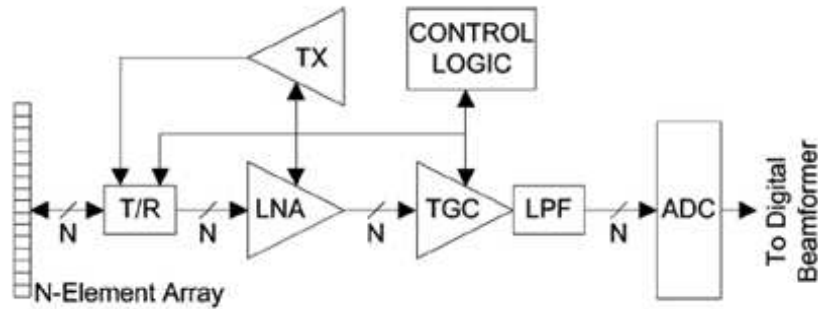 TX
CONTROL
LOGIC
T/R
LNA
TGC
LPF
ADC
N
N
N
N
To Digital
Beamformer
N-Element Array